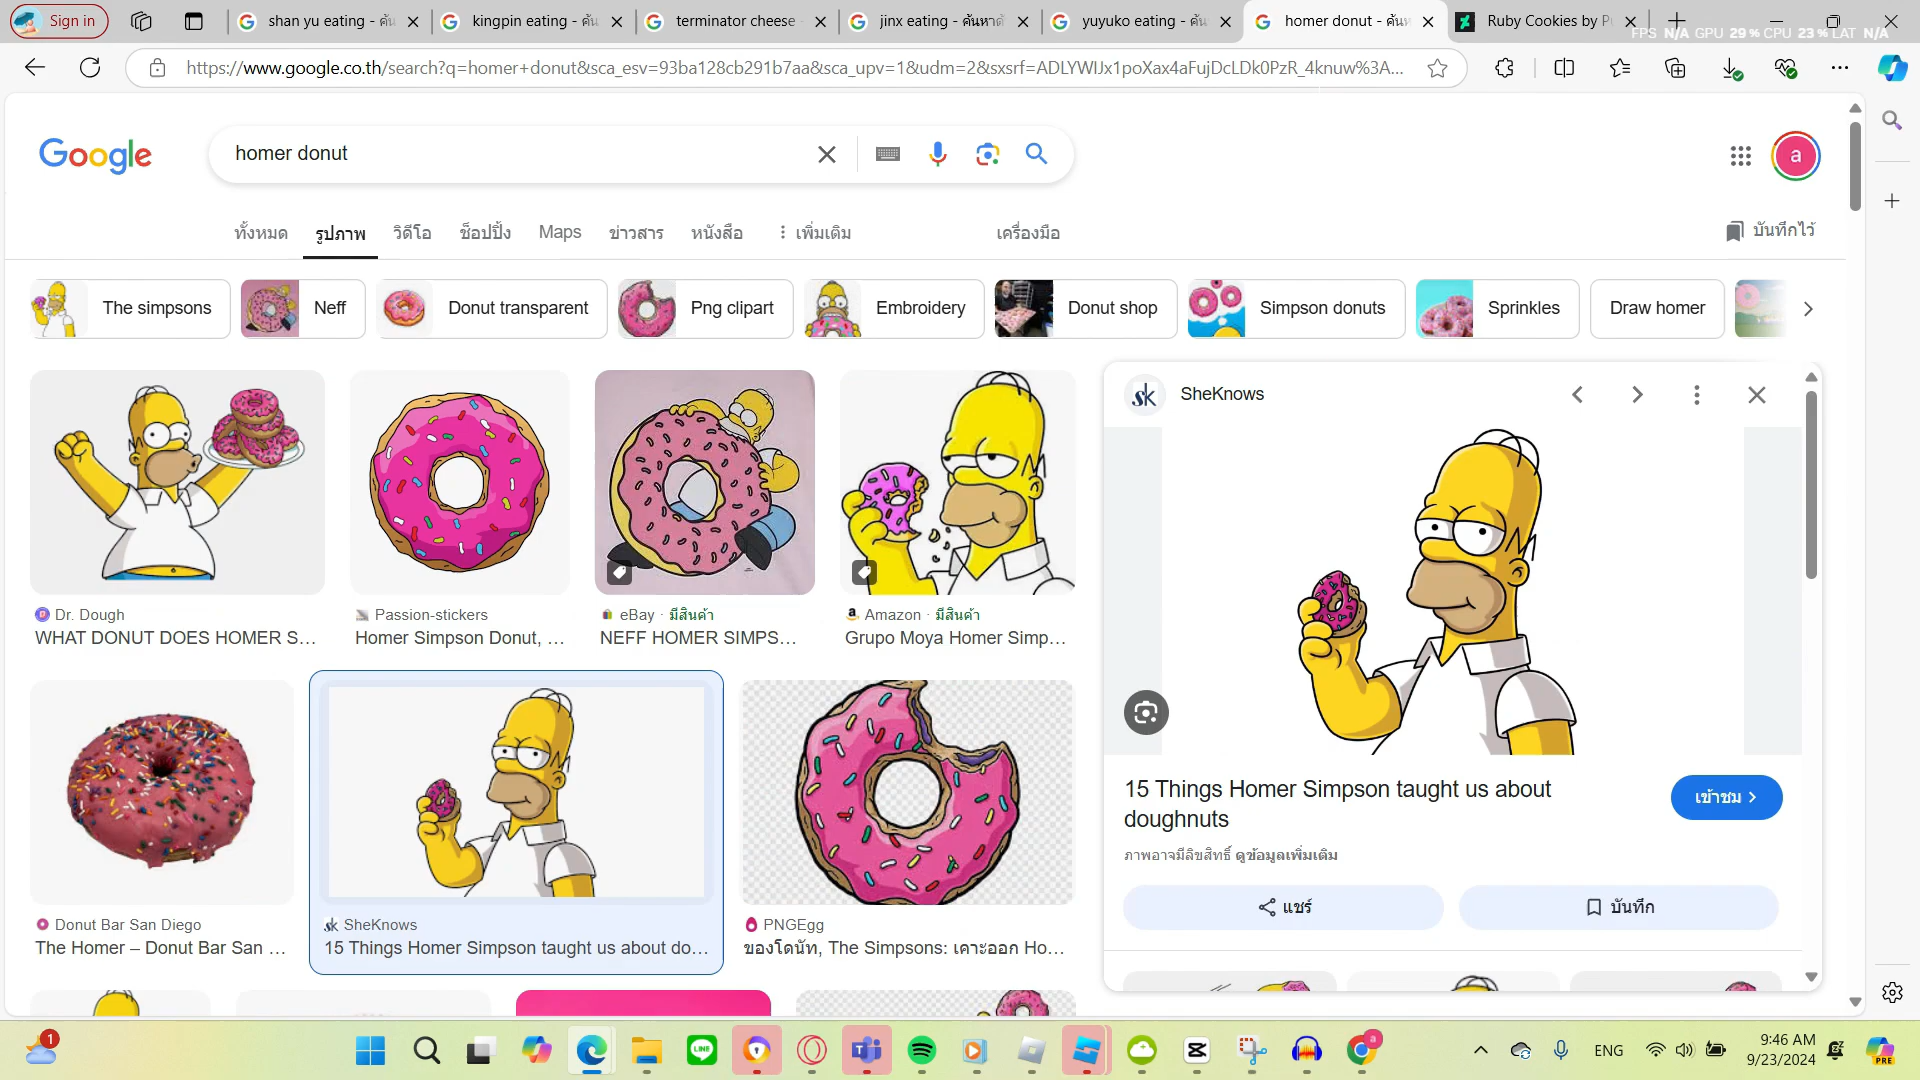 Sign in
shan yu eating - ค้น
kingpin eating - ค้น
terminator cheese
jinx eating - ค้นหาด้
yuyuko eating - ค้น
homer donut - ค้นห
Ruby Cookies by P
FPS N/A GPU 29 % CPU 23 % LAT N/A
https://www.google.co.th/search?q=homer+donut&sca_esv=93ba128cb291b7aa&sca_upv=1&udm=2&sxsrf=ADLYWIJx1poXax4aFujDcLDk0PzR_4knuw%3A...
Google
homer donut
a
ทั้งหมด
รูปภาพ
วิดีโอ
ช็อปปิ้ง
Maps
ข่าวสาร
หนังสือ
เพิ่มเติม
เครื่องมือ
บันทึกไว้
The simpsons
Neff
Donut transparent
Png clipart
Embroidery
Donut shop
Simpson donuts
Sprinkles
Draw homer
Dr. Dough
WHAT DONUT DOES HOMER S...
Passion-stickers
Homer Simpson Donut, ...
eBay · มีสินค้า
NEFF HOMER SIMPS...
Amazon · มีสินค้า
Grupo Moya Homer Simp...
sk SheKnows
15 Things Homer Simpson taught us about
doughnuts
เข้าชม
ภาพอาจมีลิขสิทธิ์ ดูข้อมูลเพิ่มเติม
แชร์
บันทึก
Donut Bar San Diego
The Homer – Donut Bar San ...
sk SheKnows
15 Things Homer Simpson taught us about do...
PNGEgg
ของโดนัท, The Simpsons: เคาะออก Ho...
1
LINE
a
ENG
9:46 AM
9/23/2024
PRE